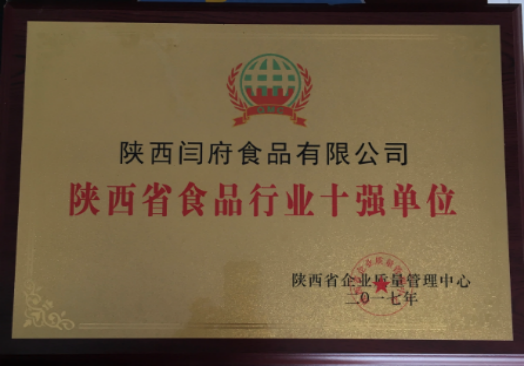 陕西闫府食品有限公司
陕西省食品行业十强单位
陕西省企业质量管理中心
二〇一七年